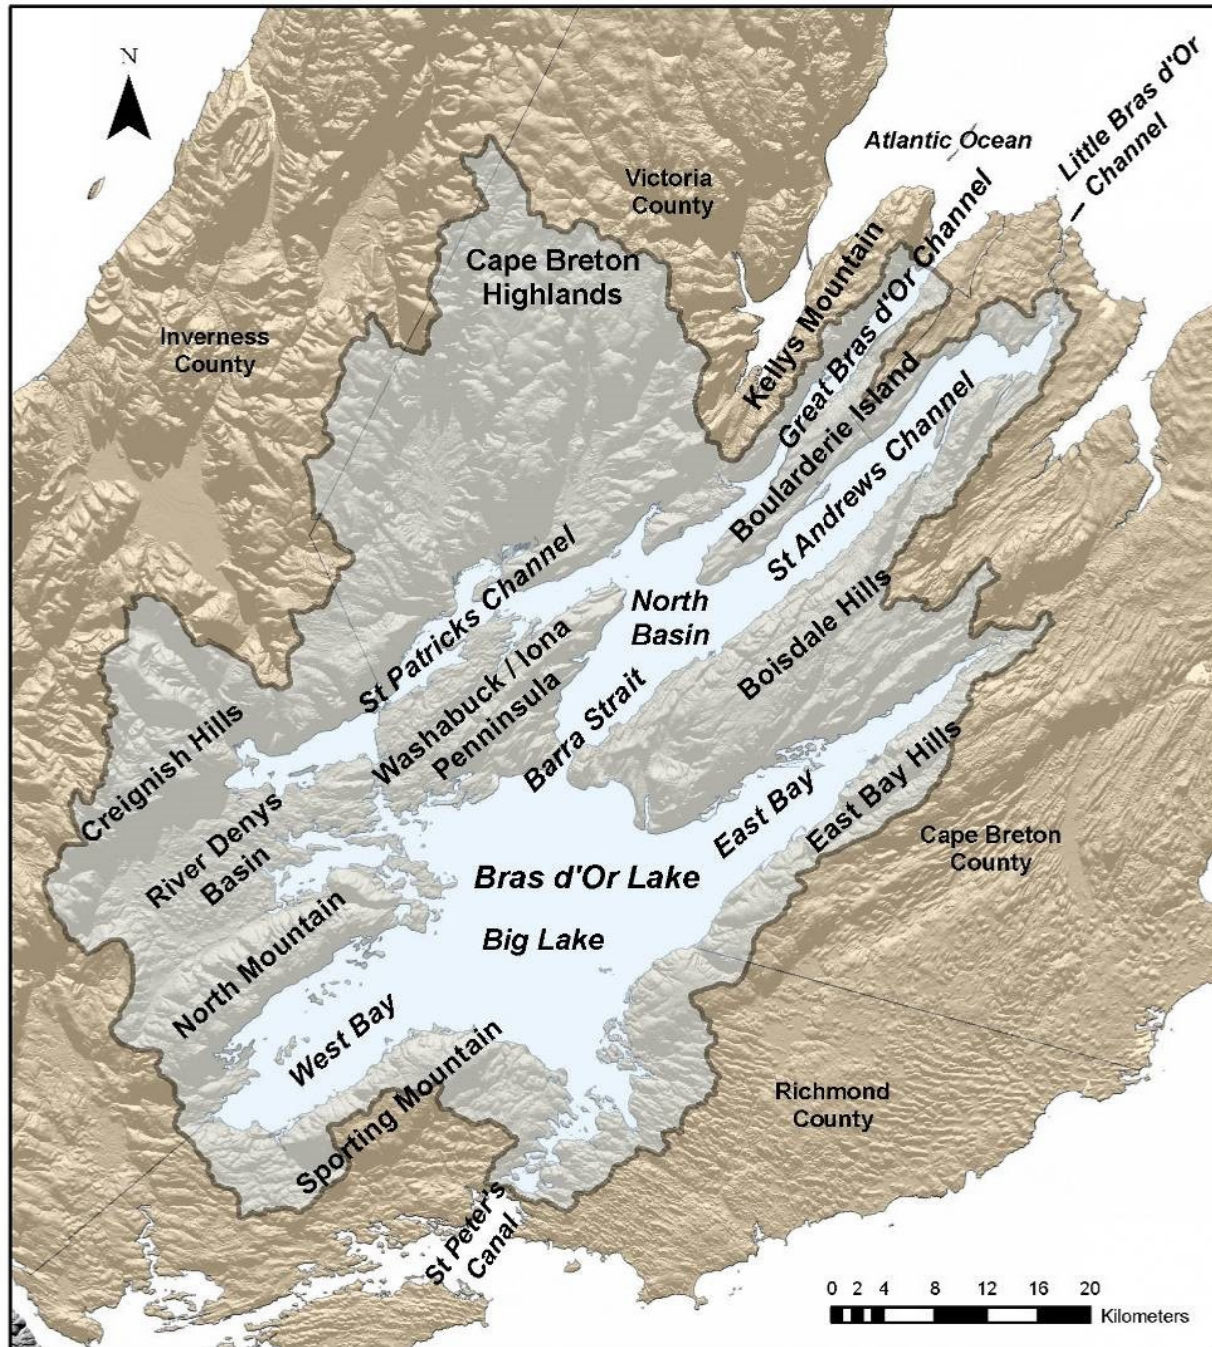 N
Atlantic Ocean
Little Bras d'Or
Channel
Victoria
County
Cape Breton
Highlands
Inverness
County
Kellys Mountain
Great Bras d'Or Channel
Boularderie Island
St Andrews Channel
St Patricks Channel
North
Basin
Washabuck / Iona
Penninsula
Barra Strait
Boisdale Hills
Creignish Hills
River Denys
Basin
East Bay
East Bay Hills
Cape Breton
County
Bras d'Or Lake
Big Lake
North Mountain
West Bay
Sporting Mountain
Richmond
County
St Peter's
Canal
0 2 4 8 12 16 20
Kilometers